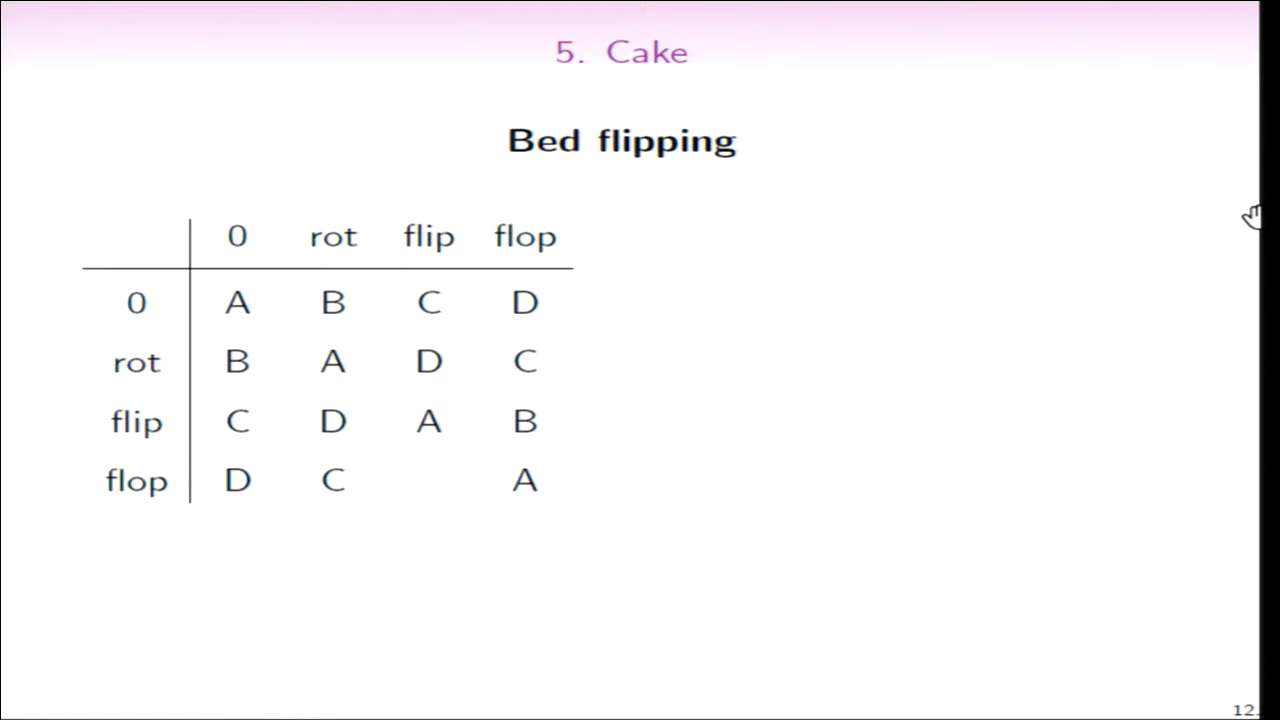 5. Cake
Bed flipping
0 rot flip flop
0 A B C D
rot B A D C
flip C D A B
flop D C A
12.